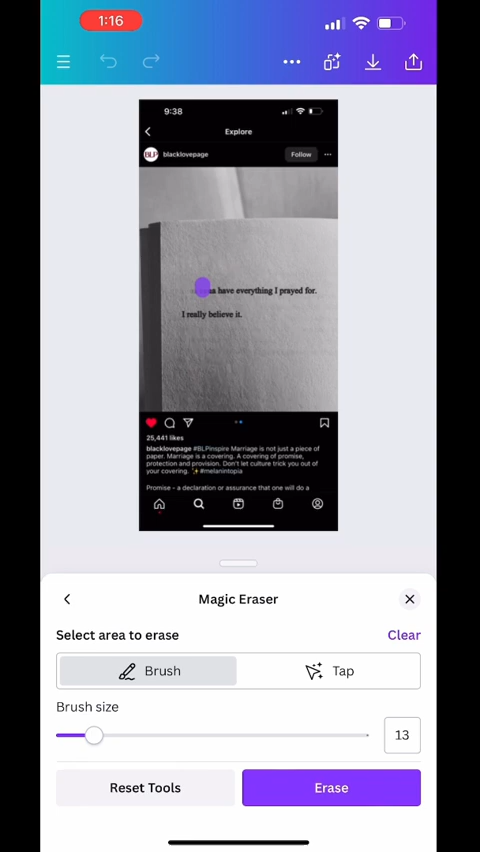 1:16
9:38
Explore
BLP blacklovepage Follow
have everything I prayed for.
I really believe it.
25,441 likes
blacklovepage #BLPinspire Marriage is not just a piece of
paper. Marriage is a covering. A covering of promise,
protection and provision. Don't let culture trick you out of
your covering. ✨#melanintopia
Promise - a declaration or assurance that one will do a
Magic Eraser
Select area to erase Clear
Brush Tap
Brush size
13
Reset Tools Erase